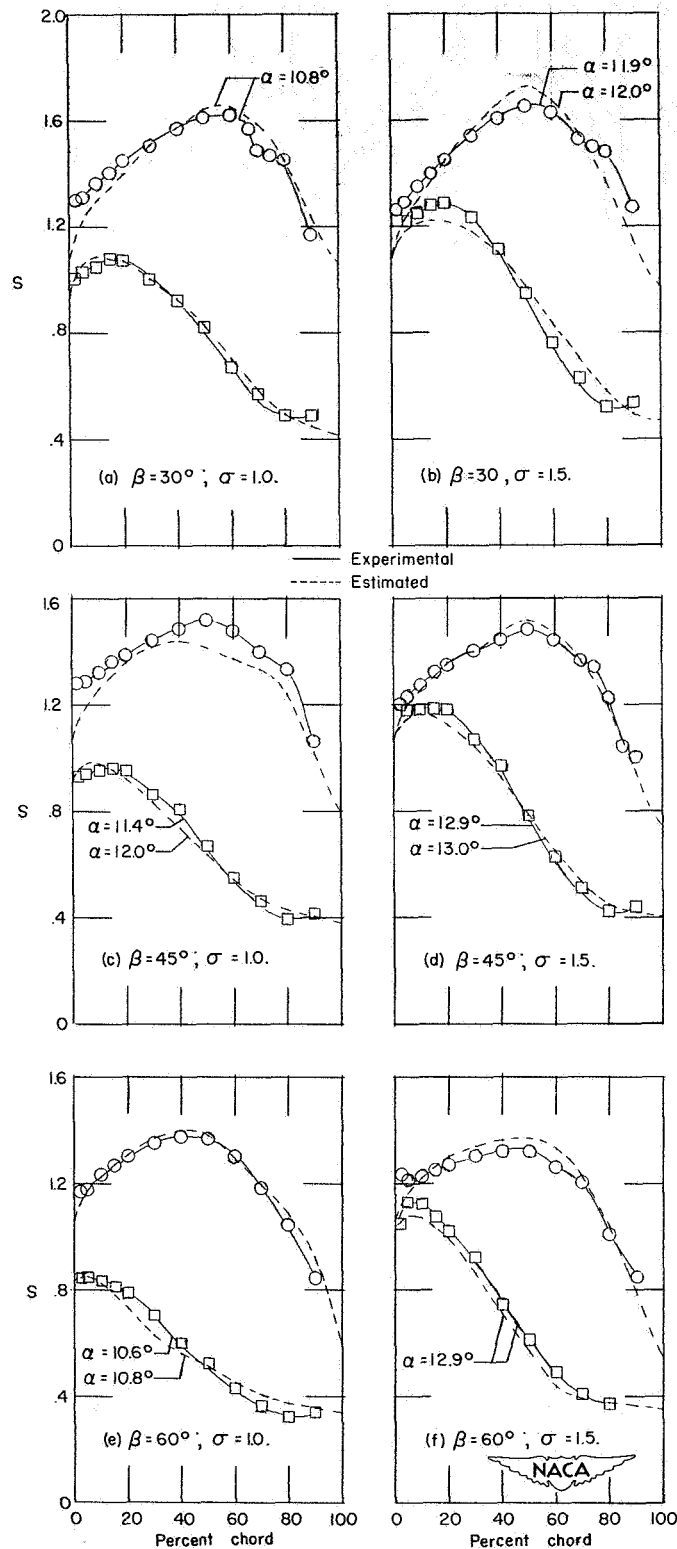 2.0
1.6
1.2
S
.8
.4
0
α = 10.8°
(a) β = 30°; σ = 1.0.
α = 11.9°
α = 12.0°
(b) β = 30, σ = 1.5.
Experimental
Estimated
1.6
1.2
S
.8
.4
0
α = 11.4°
α = 12.0°
(c) β = 45°; σ = 1.0.
α = 12.9°
α = 13.0°
(d) β = 45°; σ = 1.5.
1.6
1.2
S
.8
.4
0
α = 10.6°
α = 10.8°
(e) β = 60°; σ = 1.0.
α = 12.9°
(f) β = 60°; σ = 1.5.
NACA
0 20 40 60 80 100
Percent chord
0 20 40 60 80 100
Percent chord